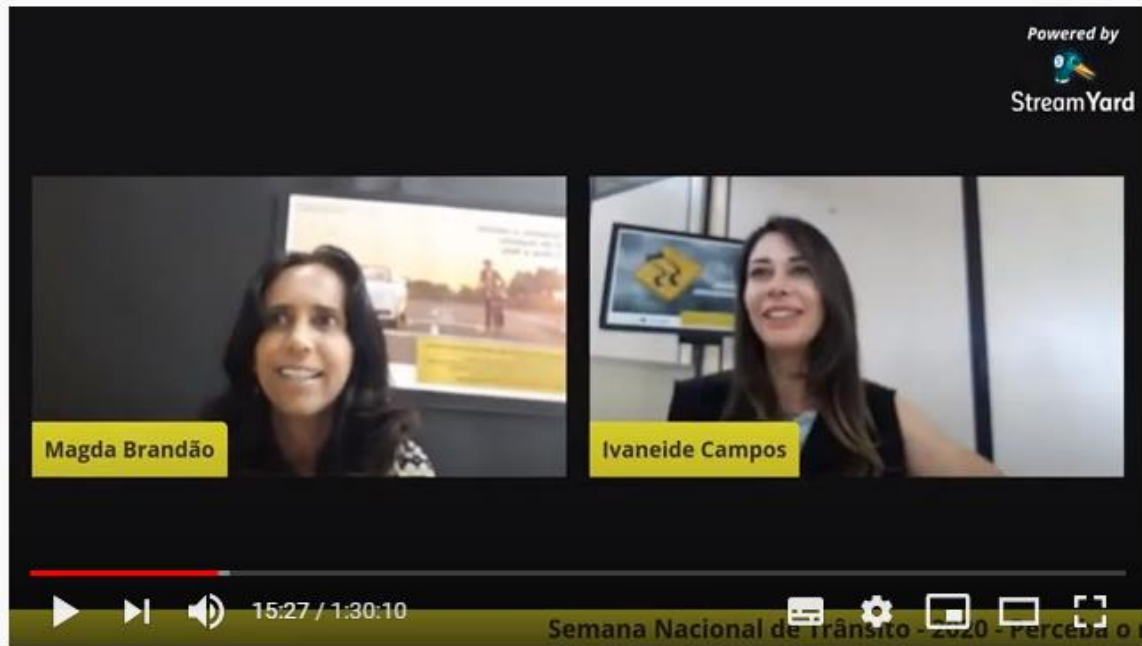 Powered by
StreamYard
Magda Brandão
Ivaneide Campos
15:27 / 1:30:10
Semana Nacional de Trânsito - 2020 - Perceba o